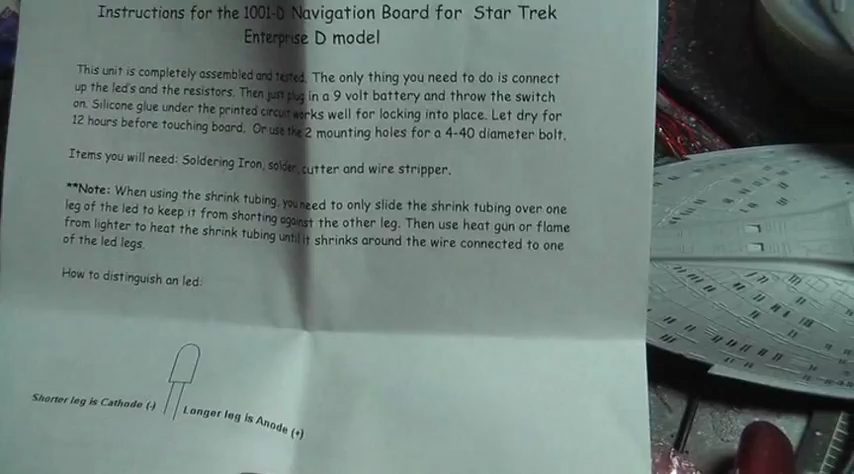 Instructions for the 1001-D Navigation Board for Star Trek
Enterprise D model
This unit is completely assembled and tested. The only thing you need to do is connect
up the led's and the resistors. Then just plug in a 9 volt battery and throw the switch
on. Silicone glue under the printed circuit works well for locking into place. Let dry for
12 hours before touching board. Or use the 2 mounting holes for a 4-40 diameter bolt.
Items you will need: Soldering Iron, solder, cutter and wire stripper.
**Note: When using the shrink tubing, you need to only slide the shrink tubing over one
leg of the led to keep it from shorting against the other leg. Then use heat gun or flame
from lighter to heat the shrink tubing until it shrinks around the wire connected to one
of the led legs.
How to distinguish an led:
Shorter leg is Cathode (-)
Longer leg is Anode (+)